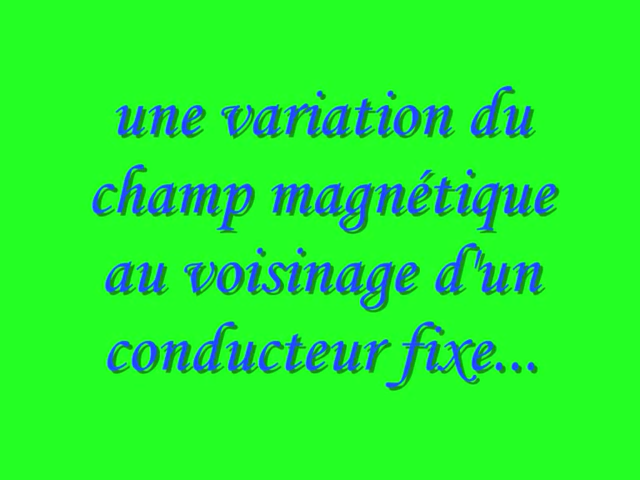 une variation du
champ magnétique
au voisinage d'un
conducteur fixe...